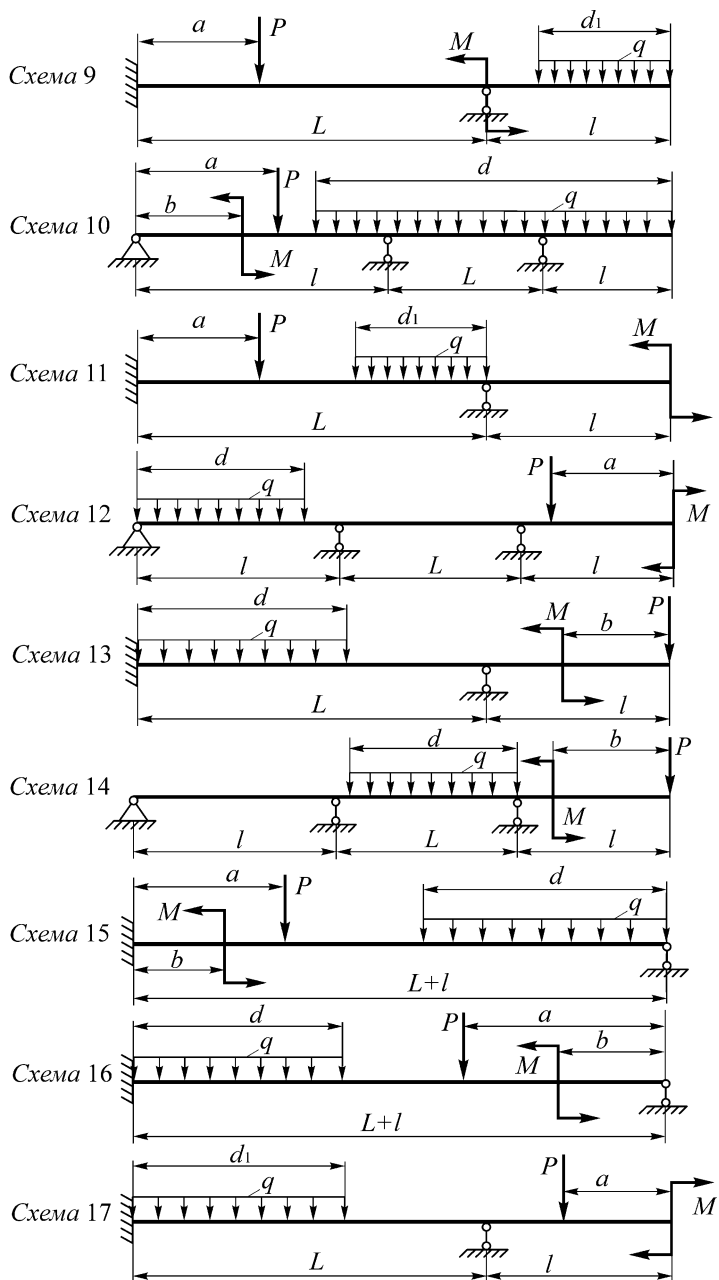 a P M d1 q
Схема 9
L l
a P d
b q
Схема 10
M
l L l
a P d1 M
q
Схема 11
L l
d P a
q
Схема 12
M
l L l
d M b P
q
Схема 13
L l
d b P
q
Схема 14
M
l L l
a P d
M q
Схема 15
b
L+l
d P a
q M b
Схема 16
L+l
d1 P a
q
Схема 17
M
L l